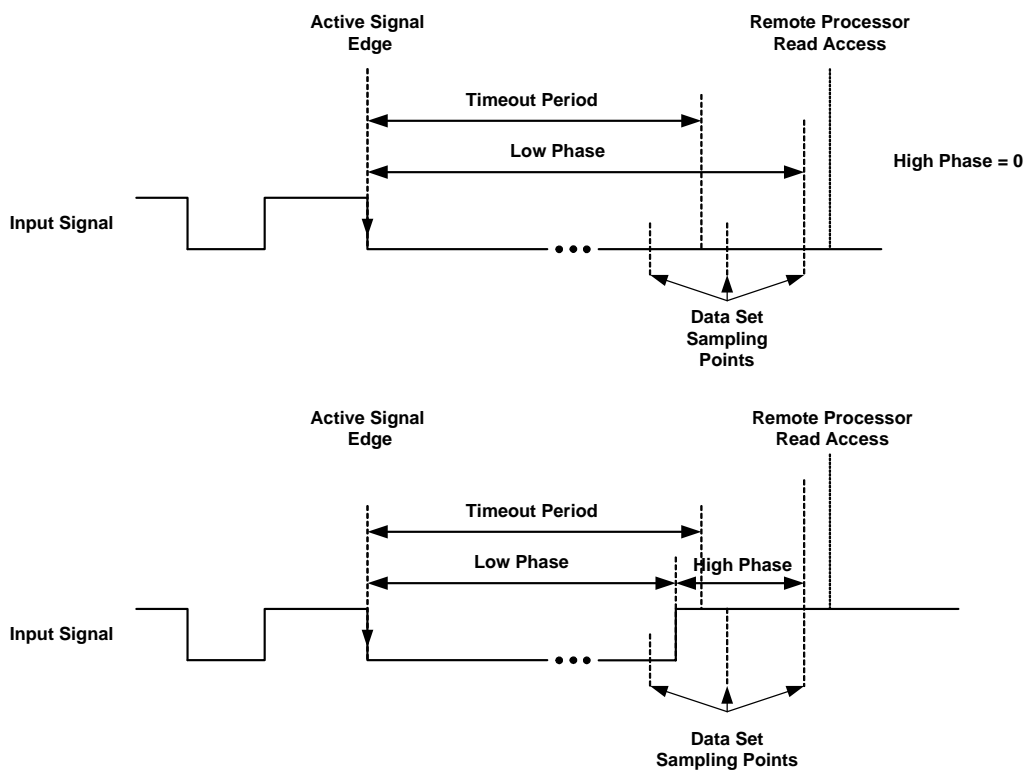 Active Signal
Edge
Remote Processor
Read Access
Timeout Period
Low Phase
High Phase = 0
Input Signal
Data Set
Sampling
Points
Active Signal
Edge
Remote Processor
Read Access
Timeout Period
Low Phase
High Phase
Input Signal
Data Set
Sampling Points